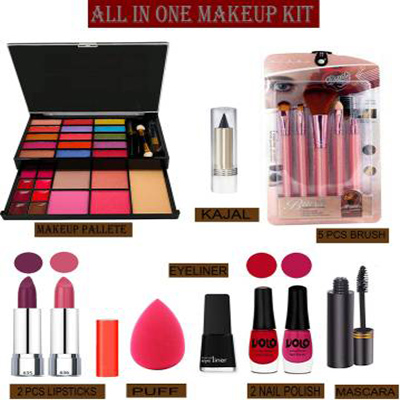 ALL IN ONE MAKEUP KIT
MAKEUP PALLETE
KAJAL
5 PCS BRUSH
EYELINER
eyeliner
VOLO
VOLO
2 PCS LIPSTICKS
PUFF
2 NAIL POLISH
MASCARA